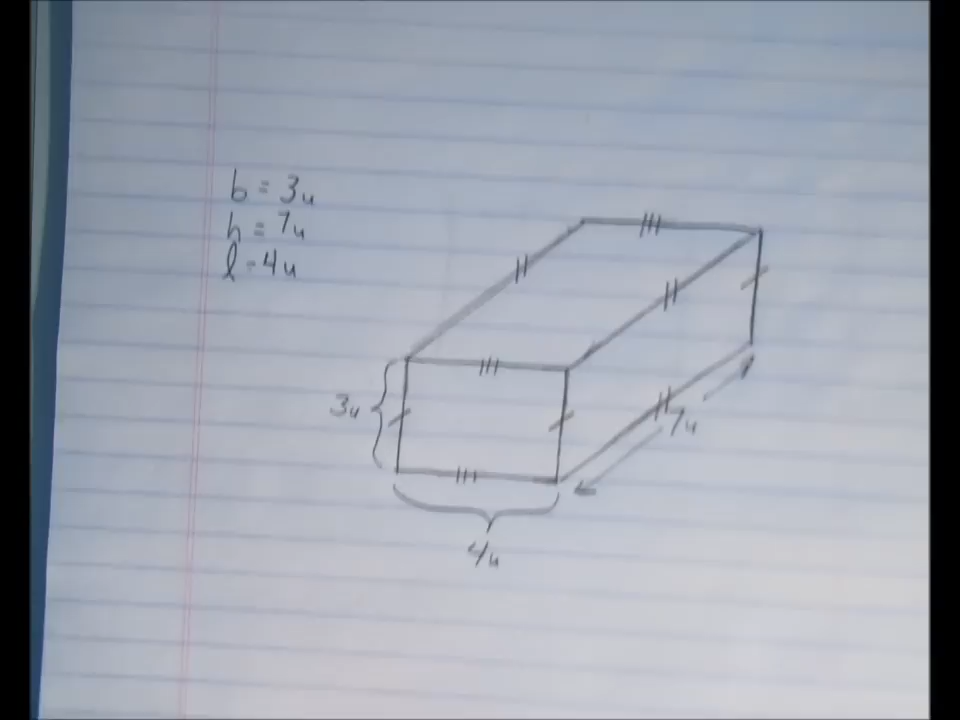 b = 3u
h = 7u
l = 4u
3u
7u
4u